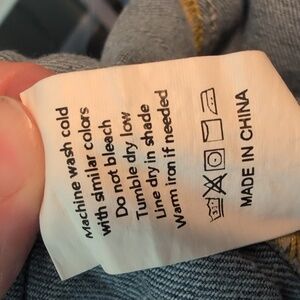 Machine wash cold
with similar colors
Do not bleach
Tumble dry low
Line dry in shade
Warm iron if needed
MADE IN CHINA